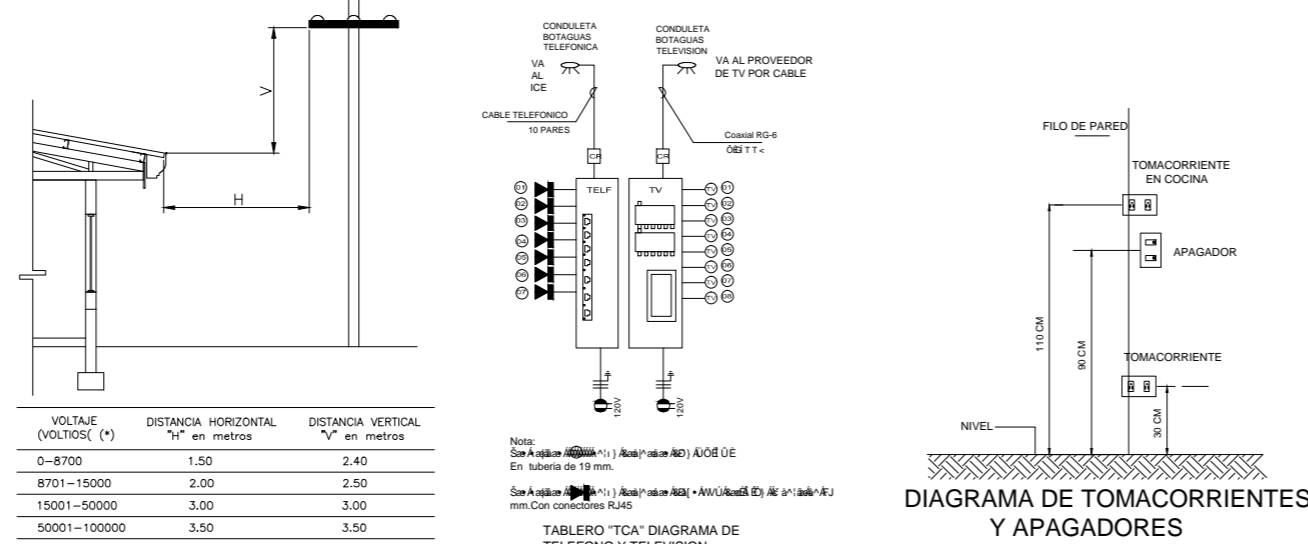 V
H
VOLTAJE DISTANCIA HORIZONTAL DISTANCIA VERTICAL
(VOLTIOS( (*) "H" en metros "V" en metros
0-8700 1.50 2.40
8701-15000 2.00 2.50
15001-50000 3.00 3.00
50001-100000 3.50 3.50
CONDULETA
BOTAGUAS
TELEFONICA
CONDULETA
BOTAGUAS
TELEVISION
VA
AL
ICE
VA AL PROVEEDOR
DE TV POR CABLE
CABLE TELEFONICO
10 PARES
Coaxial RG-6
CR
CR
TELF
TV
01
02
03
04
05
06
07
TV 01
TV 02
TV 03
TV 04
TV 05
TV 06
TV 07
TV 08
120V
120V
Nota:
En tuberia de 19 mm.
mm.Con conectores RJ45
TABLERO "TCA" DIAGRAMA DE
TELEFONO Y TELEVISION
FILO DE PARED
TOMACORRIENTE
EN COCINA
APAGADOR
110 CM
90 CM
TOMACORRIENTE
30 CM
NIVEL
DIAGRAMA DE TOMACORRIENTES
Y APAGADORES